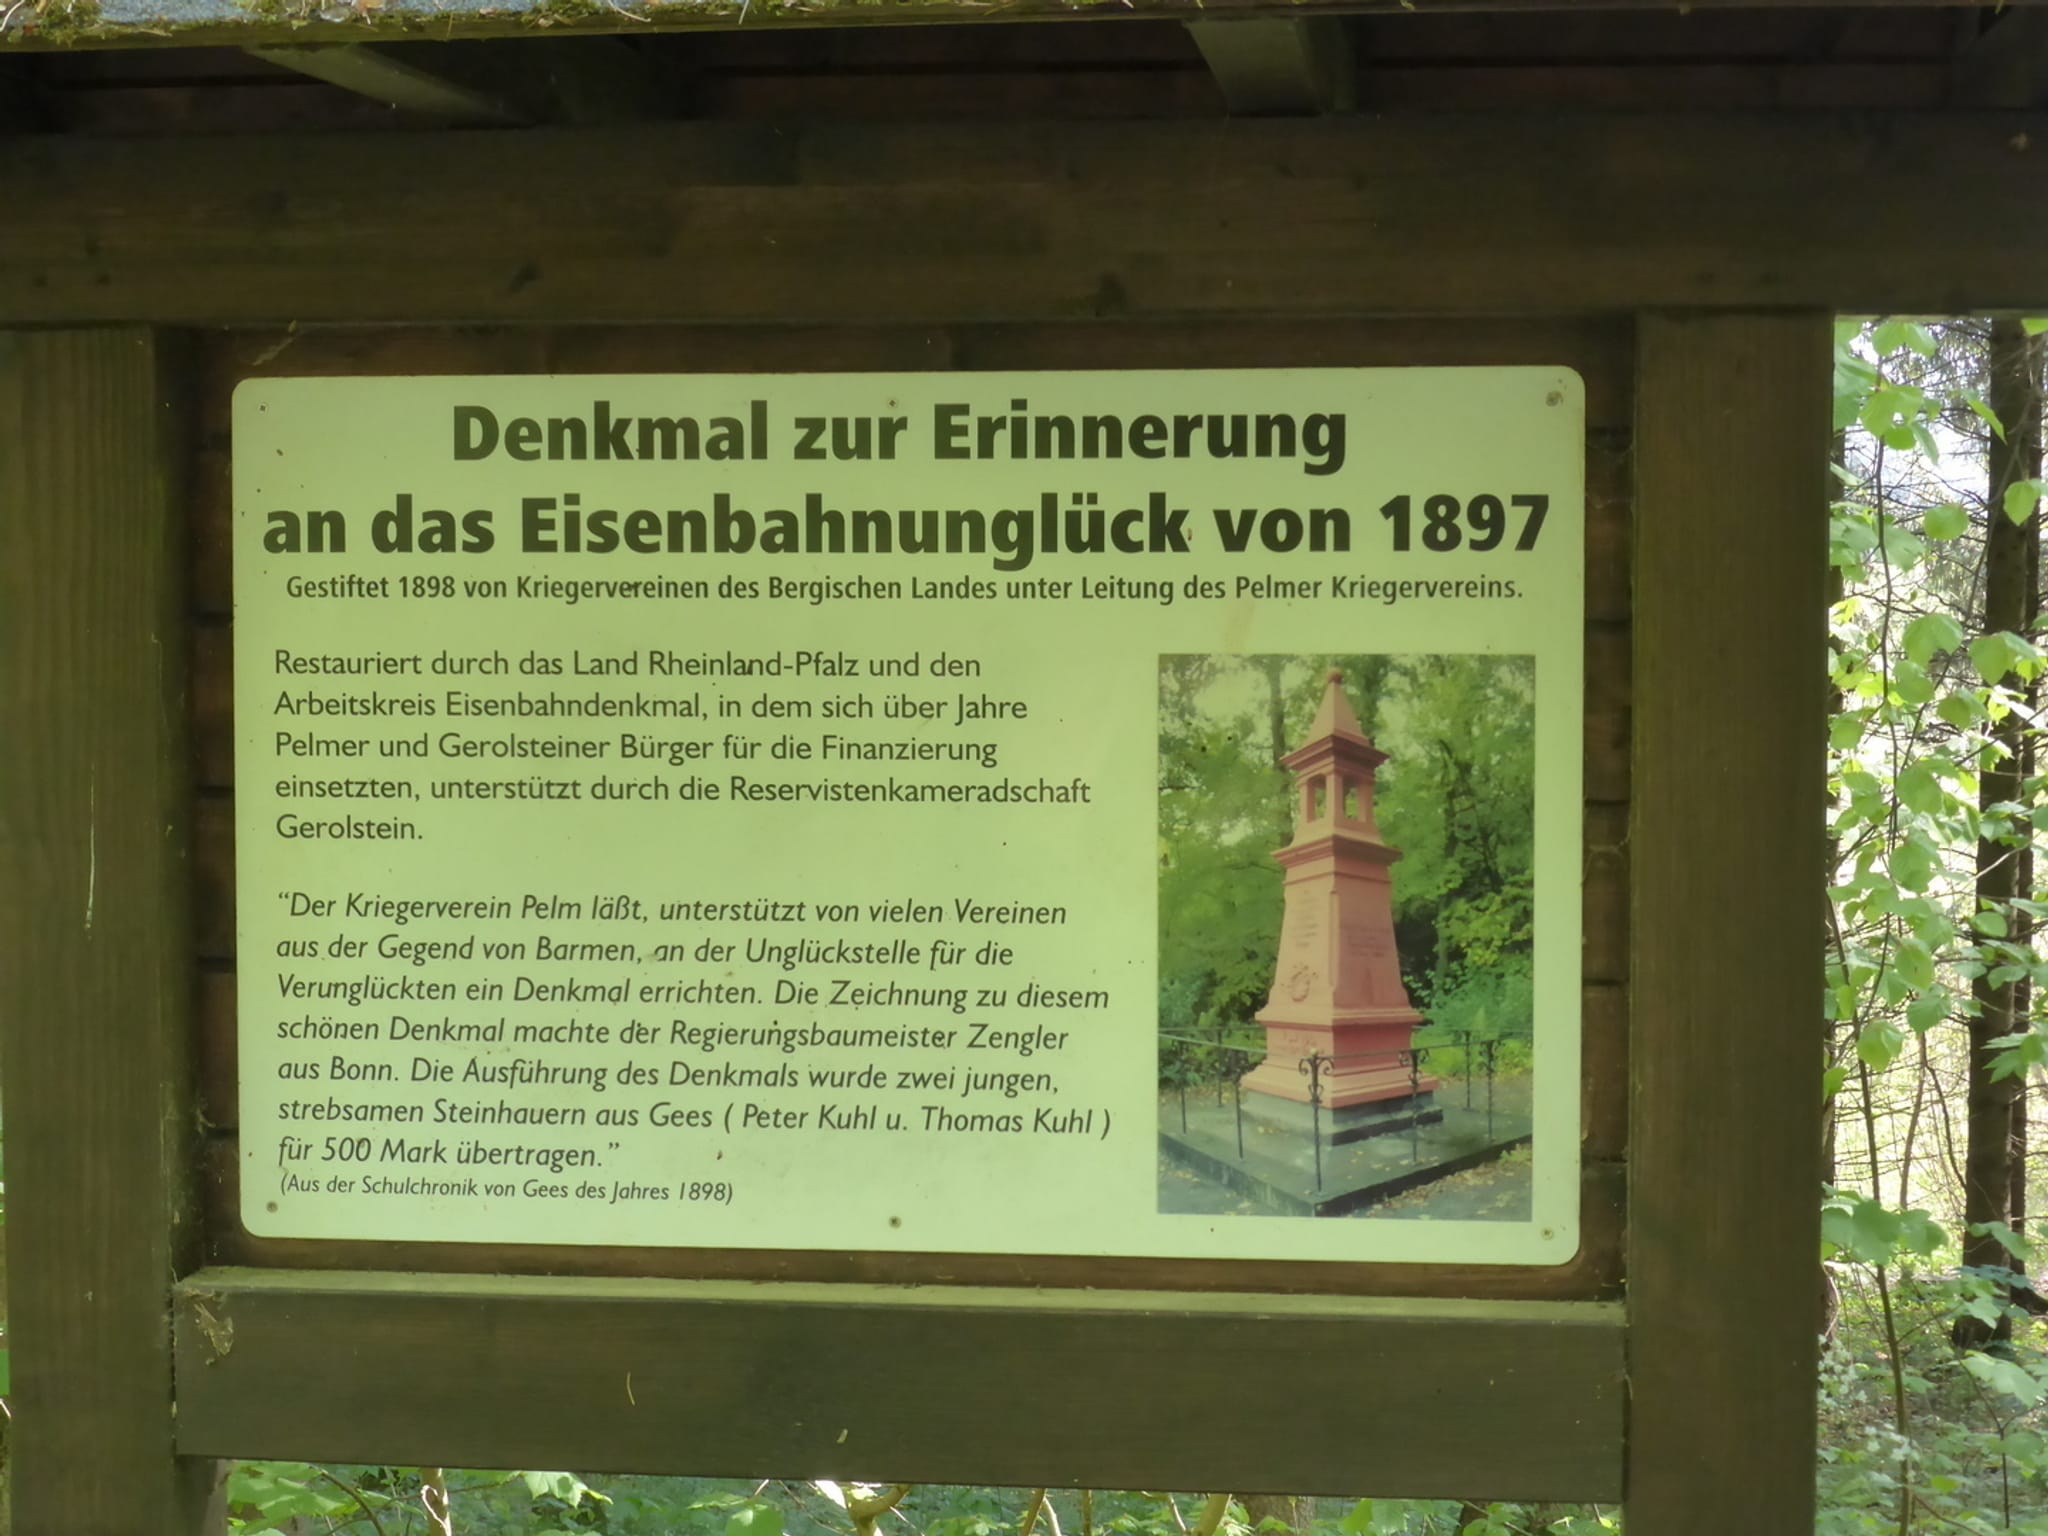 Denkmal zur Erinnerung
an das Eisenbahnunglück von 1897
Gestiftet 1898 von Kriegervereinen des Bergischen Landes unter Leitung des Pelmer Kriegervereins.
Restauriert durch das Land Rheinland-Pfalz und den
Arbeitskreis Eisenbahndenkmal, in dem sich über Jahre
Pelmer und Gerolsteiner Bürger für die Finanzierung
einsetzten, unterstützt durch die Reservistenkameradschaft
Gerolstein.
“Der Kriegerverein Pelm läßt, unterstützt von vielen Vereinen
aus der Gegend von Barmen, an der Unglückstelle für die
Verunglückten ein Denkmal errichten. Die Zeichnung zu diesem
schönen Denkmal machte der Regierungsbaumeister Zengler
aus Bonn. Die Ausführung des Denkmals wurde zwei jungen,
strebsamen Steinhauern aus Gees ( Peter Kuhl u. Thomas Kuhl )
für 500 Mark übertragen.”
(Aus der Schulchronik von Gees des Jahres 1898)